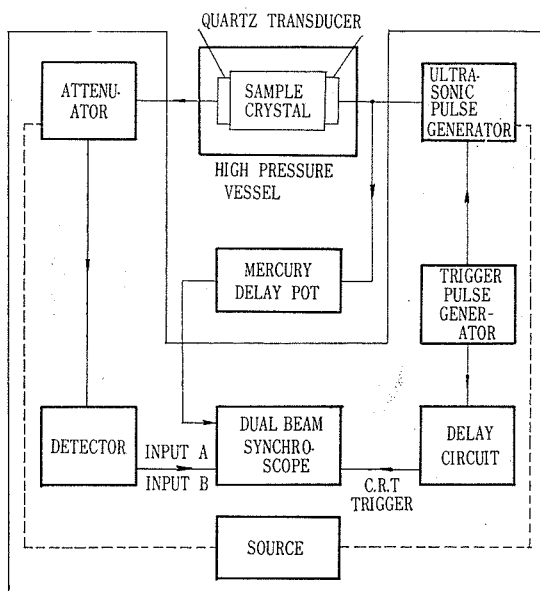 QUARTZ TRANSDUCER
ATTENU-
ATOR
SAMPLE
CRYSTAL
ULTRA-
SONIC
PULSE
GENERATOR
HIGH PRESSURE
VESSEL
MERCURY
DELAY POT
TRIGGER
PULSE
GENER-
ATOR
DETECTOR
INPUT A
INPUT B
DUAL BEAM
SYNCHRO-
SCOPE
DELAY
CIRCUIT
C.R.T
TRIGGER
SOURCE